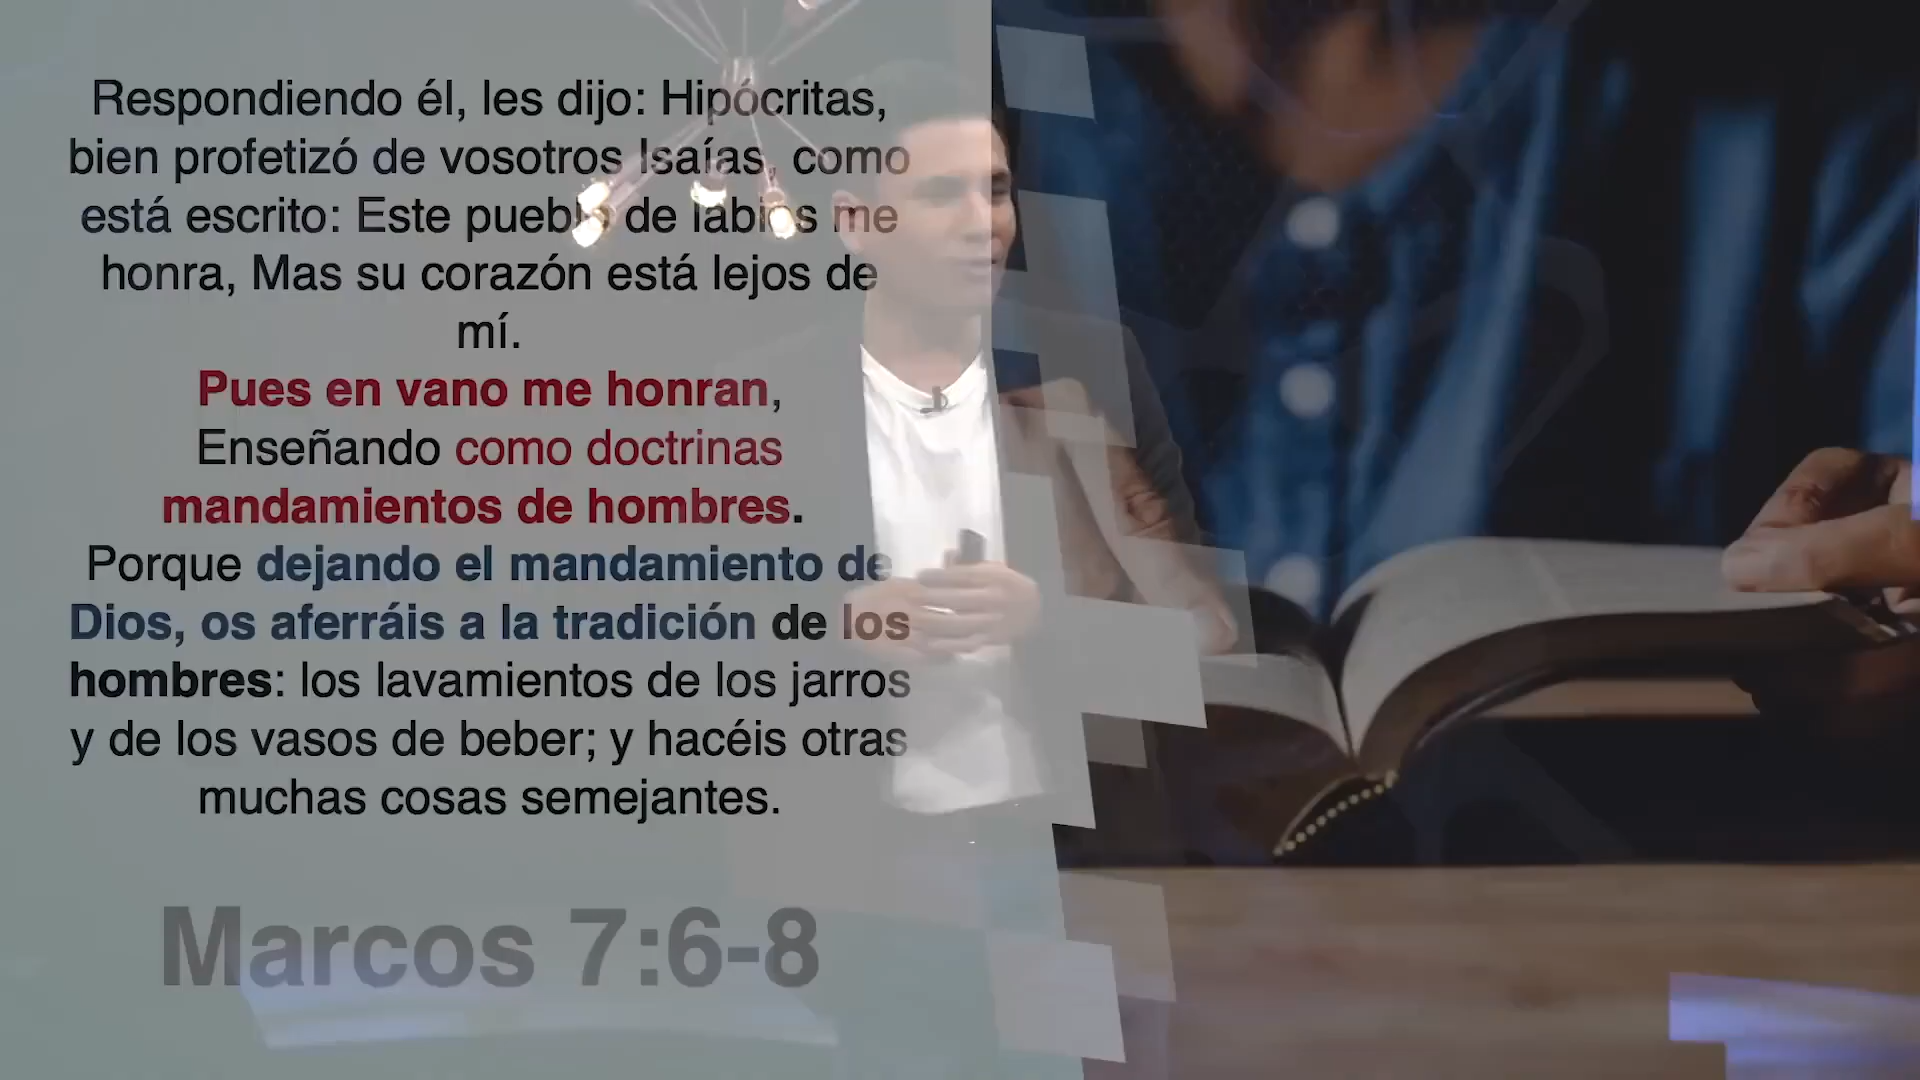 Respondiendo él, les dijo: Hipócritas,
bien profetizó de vosotros Isaías, como
está escrito: Este pueblo de labios me
honra, Mas su corazón está lejos de
mí.
Pues en vano me honran,
Enseñando como doctrinas
mandamientos de hombres.
Porque dejando el mandamiento de
Dios, os aferráis a la tradición de los
hombres: los lavamientos de los jarros
y de los vasos de beber; y hacéis otras
muchas cosas semejantes.
Marcos 7:6-8